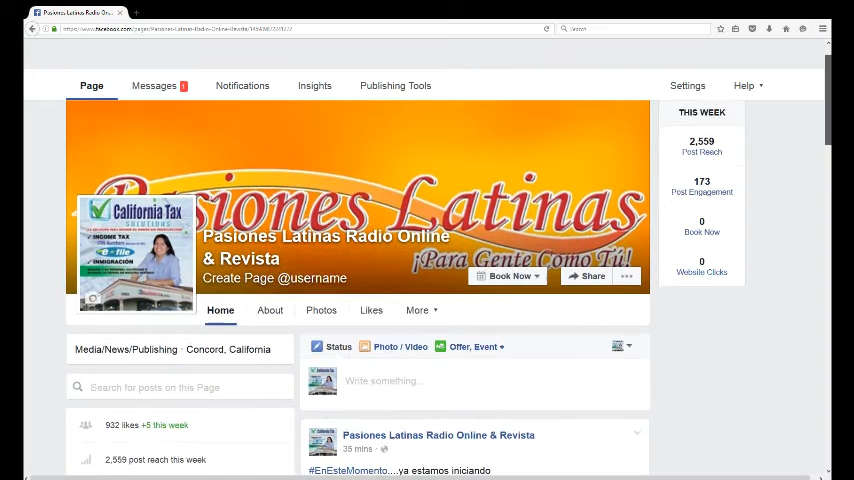 Pasiones Latinas Radio On...
Search
Page
Messages 1
Notifications
Insights
Publishing Tools
Settings
Help
THIS WEEK
2,559
Post Reach
173
Post Engagement
0
Book Now
0
Website Clicks
Pasiones Latinas
¡Para Gente Como Tú!
California Tax
SOLUTIONS
INCOME TAX
e-file
INMIGRACIÓN
Pasiones Latinas Radio Online
& Revista
Create Page @username
Book Now
Share
Home
About
Photos
Likes
More
Media/News/Publishing · Concord, California
Search for posts on this Page
932 likes +5 this week
2,559 post reach this week
Status
Photo / Video
Offer, Event +
Write something...
Pasiones Latinas Radio Online & Revista
35 mins ·
#EnEsteMomento....ya estamos iniciando